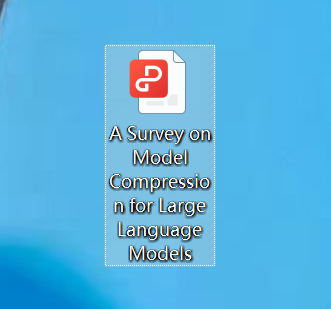 A Survey on
Model
Compressio
n for Large
Language
Models